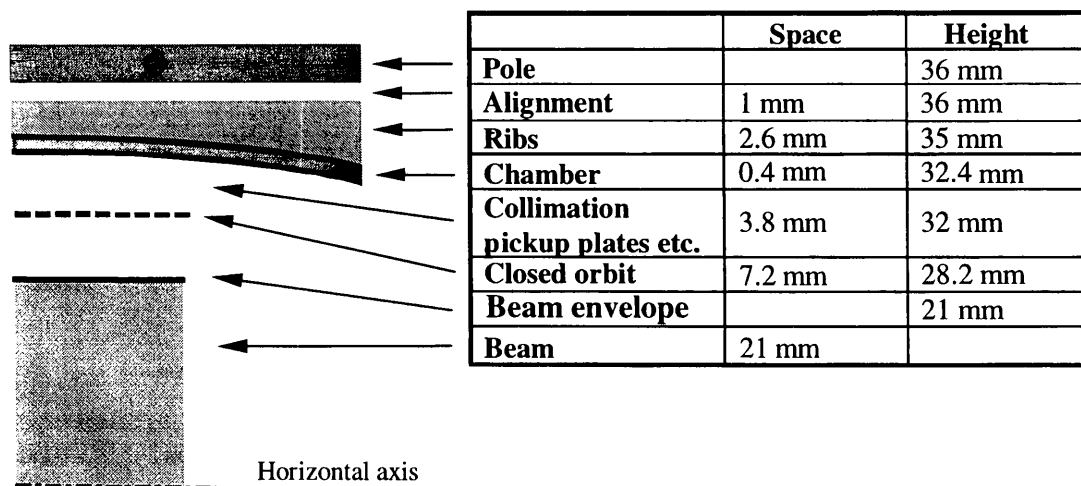 Space Height
Pole 36 mm
Alignment 1 mm 36 mm
Ribs 2.6 mm 35 mm
Chamber 0.4 mm 32.4 mm
Collimation
pickup plates etc. 3.8 mm 32 mm
Closed orbit 7.2 mm 28.2 mm
Beam envelope 21 mm
Beam 21 mm
Horizontal axis